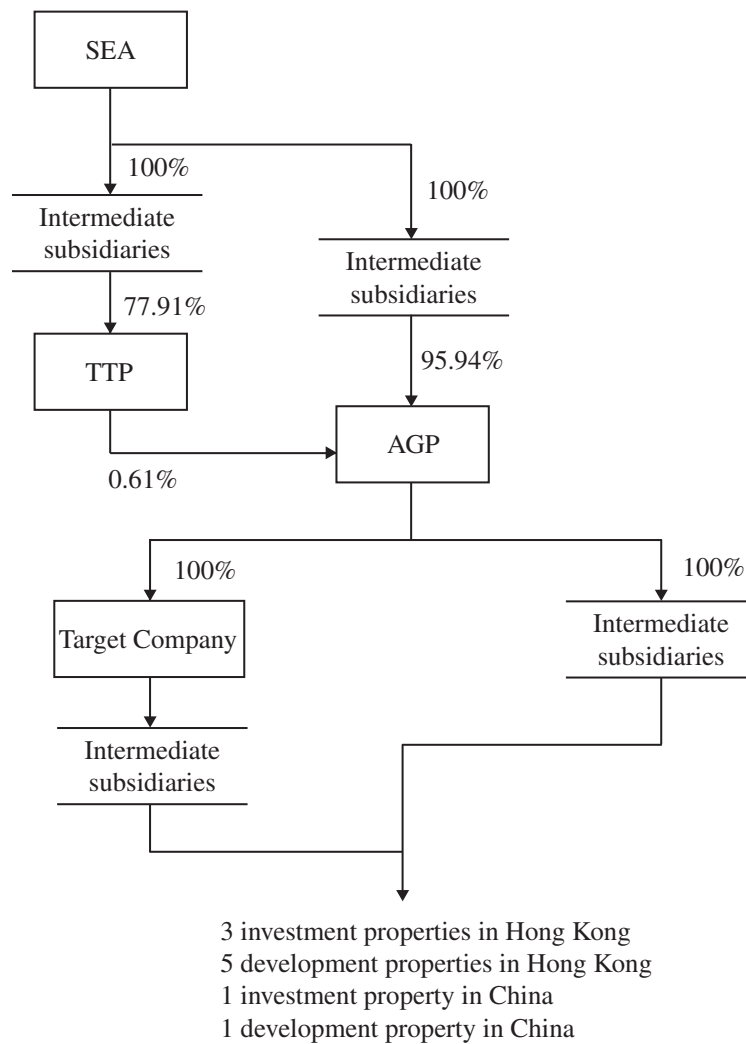 SEA
100%
100%
Intermediate
subsidiaries
Intermediate
subsidiaries
77.91%
TTP
95.94%
AGP
0.61%
100%
100%
Target Company
Intermediate
subsidiaries
Intermediate
subsidiaries
3 investment properties in Hong Kong
5 development properties in Hong Kong
1 investment property in China
1 development property in China